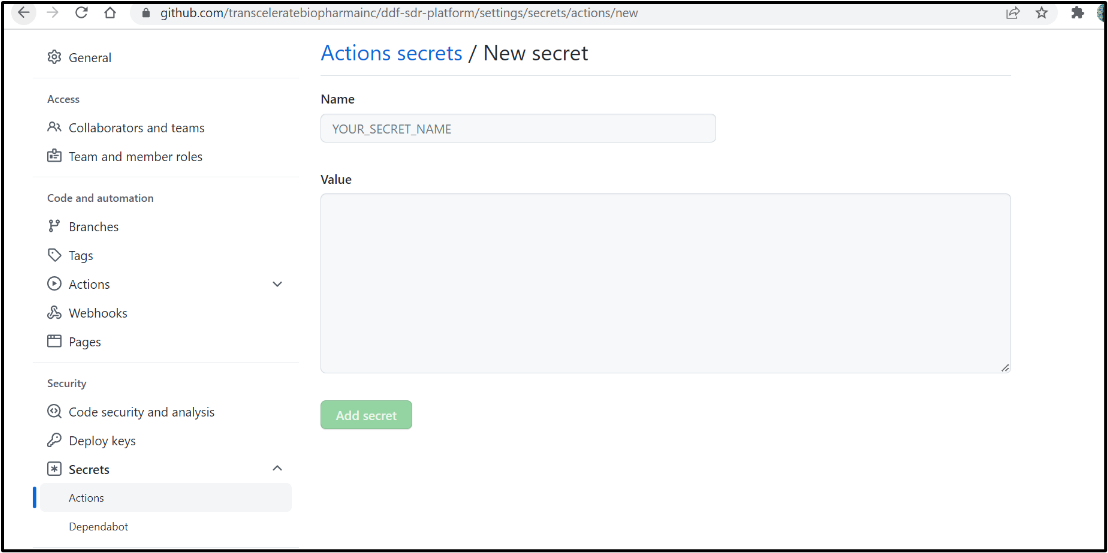 github.com/transceleratebiopharmainc/ddf-sdr-platform/settings/secrets/actions/new
General
Access
Collaborators and teams
Team and member roles
Code and automation
Branches
Tags
Actions
Webhooks
Pages
Security
Code security and analysis
Deploy keys
Secrets
Actions
Dependabot
Actions secrets / New secret
Name
YOUR_SECRET_NAME
Value
Add secret